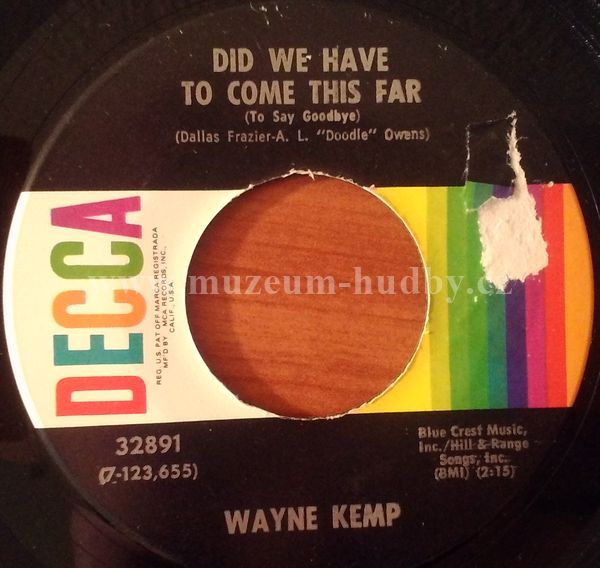 DID WE HAVE
TO COME THIS FAR
(To Say Goodbye)
(Dallas Frazier-A. L. "Doodle" Owens)
DECCA
REG. U.S. PAT OFF MARCA REGISTRADA
MF'D BY MCA RECORDS, INC.,
CALIF., U.S.A.
www.muzeum-hudby.cz
32891
(7-123,655)
Blue Crest Music,
Inc./Hill & Range
Songs, Inc.
(BMI) (2:15)
WAYNE KEMP